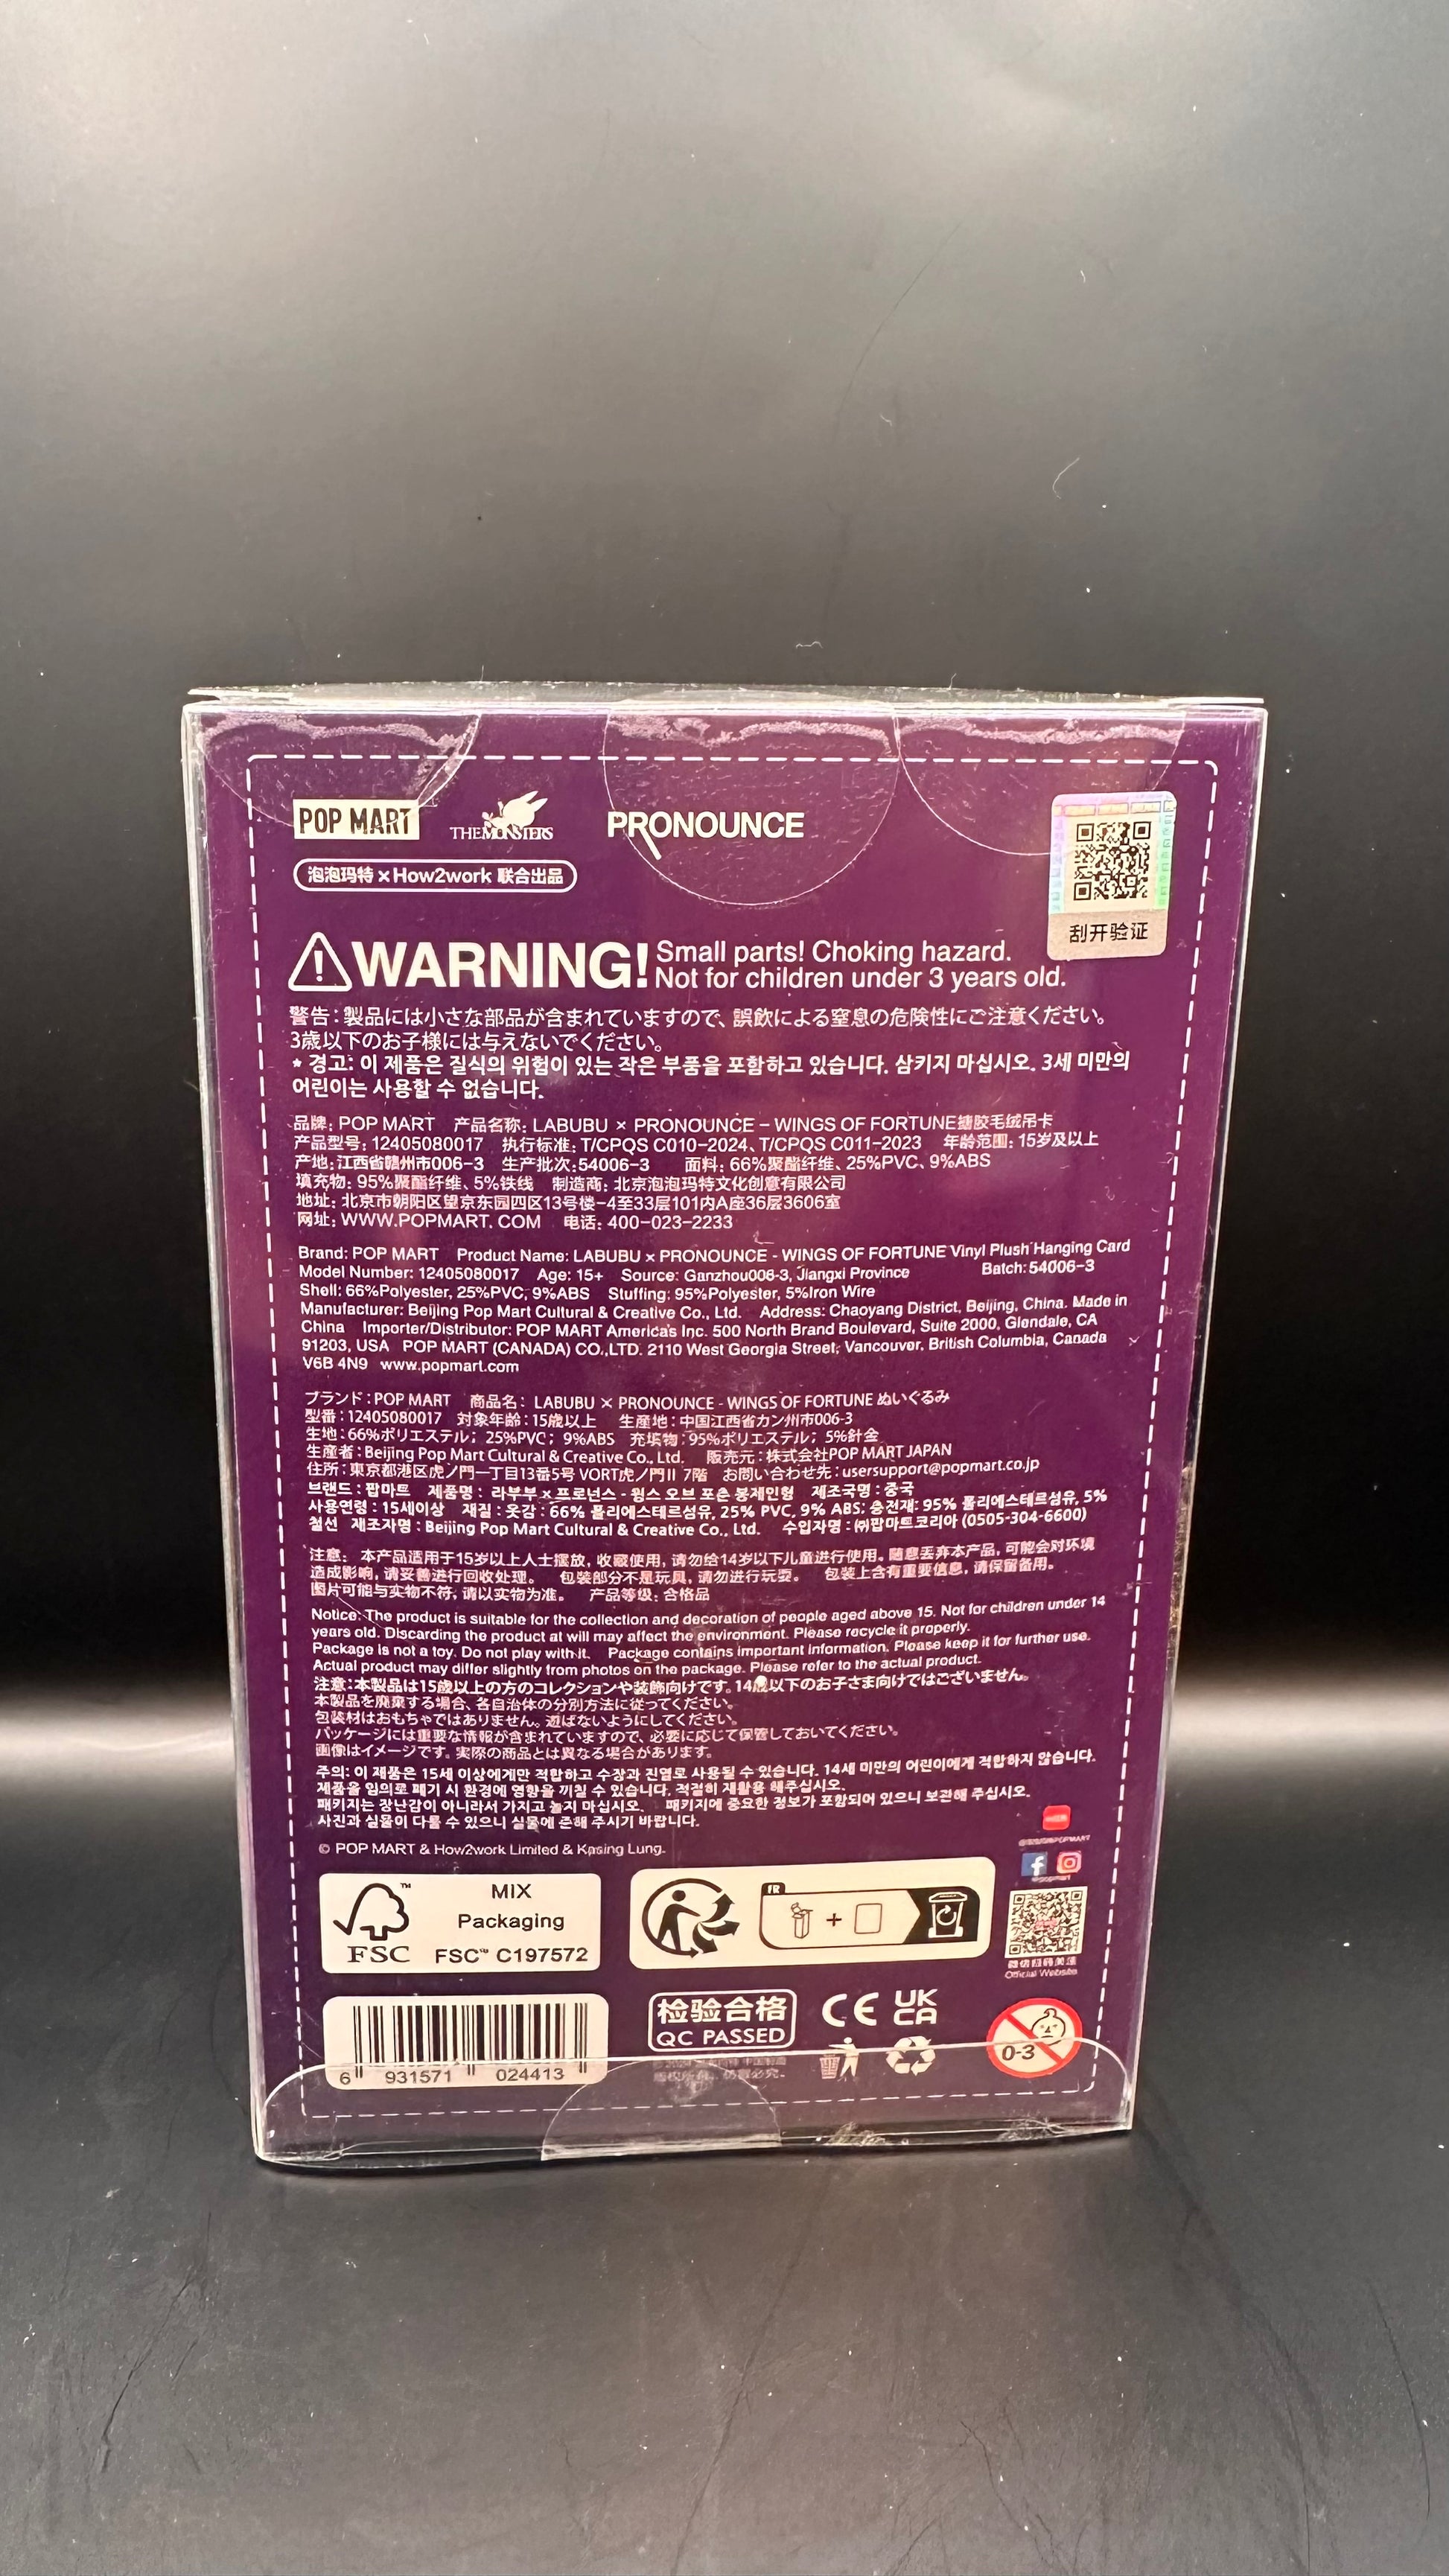 POP MART THE MONSTERS PRONOUNCE
泡泡玛特 × How2work 联合出品
刮开验证
WARNING! Small parts! Choking hazard.
Not for children under 3 years old.
警告：製品には小さな部品が含まれていますので、誤飲による窒息の危険性にご注意ください。
3歳以下のお子様には与えないでください。
* 경고: 이 제품은 질식의 위험이 있는 작은 부품을 포함하고 있습니다. 삼키지 마십시오. 3세 미만의
어린이는 사용할 수 없습니다.
品牌：POP MART 产品名称：LABUBU × PRONOUNCE – WINGS OF FORTUNE搪胶毛绒吊卡
产品型号：12405080017 执行标准：T/CPQS C010-2024、T/CPQS C011-2023 年龄范围：15岁及以上
产地：江西省赣州市006-3 生产批次：54006-3 面料：66%聚酯纤维、25%PVC、9%ABS
填充物：95%聚酯纤维、5%铁线 制造商：北京泡泡玛特文化创意有限公司
地址：北京市朝阳区望京东园四区13号楼-4至33层101内A座36层3606室
网址：WWW.POPMART. COM 电话：400-023-2233
Brand: POP MART Product Name: LABUBU × PRONOUNCE - WINGS OF FORTUNE Vinyl Plush Hanging Card
Model Number: 12405080017 Age: 15+ Source: Ganzhou006-3, Jiangxi Province Batch: 54006-3
Shell: 66%Polyester, 25%PVC, 9%ABS Stuffing: 95%Polyester, 5%Iron Wire
Manufacturer: Beijing Pop Mart Cultural & Creative Co., Ltd. Address: Chaoyang District, Beijing, China. Made in
China Importer/Distributor: POP MART Americas Inc. 500 North Brand Boulevard, Suite 2000, Glendale, CA
91203, USA POP MART (CANADA) CO.,LTD. 2110 West Georgia Street, Vancouver, British Columbia, Canada
V6B 4N9 www.popmart.com
ブランド：POP MART 商品名：LABUBU × PRONOUNCE - WINGS OF FORTUNE ぬいぐるみ
型番：12405080017 対象年齢：15歳以上 生産地：中国江西省カン州市006-3
生地：66%ポリエステル；25%PVC；9%ABS 充填物：95%ポリエステル；5%針金
生産者：Beijing Pop Mart Cultural & Creative Co., Ltd. 販売元：株式会社POP MART JAPAN
住所：東京都港区虎ノ門一丁目13番5号 VORT虎ノ門II 7階 お問い合わせ先：usersupport@popmart.co.jp
브랜드 : 팝마트 제품명 : 라부부 × 프로넌스 - 윙스 오브 포춘 봉제인형 제조국명 : 중국
사용연령 : 15세이상 재질 : 옷감 : 66% 폴리에스테르섬유, 25% PVC, 9% ABS; 충전재: 95% 폴리에스테르섬유, 5%
철선 제조자명 : Beijing Pop Mart Cultural & Creative Co., Ltd. 수입자명 : ㈜팝마트코리아 (0505-304-6600)
注意：本产品适用于15岁以上人士摆放，收藏使用，请勿给14岁以下儿童进行使用。随意丢弃本产品，可能会对环境
造成影响，请妥善进行回收处理。 包装部分不是玩具，请勿进行玩耍。 包装上含有重要信息，请保留备用。
图片可能与实物不符，请以实物为准。 产品等级：合格品
Notice: The product is suitable for the collection and decoration of people aged above 15. Not for children under 14
years old. Discarding the product at will may affect the environment. Please recycle it properly.
Package is not a toy. Do not play with it. Package contains important information. Please keep it for further use.
Actual product may differ slightly from photos on the package. Please refer to the actual product.
注意：本製品は15歳以上の方のコレクションや装飾向けです。14歳以下のお子さま向けではございません。
本製品を廃棄する場合、各自治体の分別方法に従ってください。
包装材はおもちゃではありません。遊ばないようにしてください。
パッケージには重要な情報が含まれていますので、必要に応じて保管しておいてください。
画像はイメージです。実際の商品とは異なる場合があります。
주의: 이 제품은 15세 이상에게만 적합하고 수장과 진열로 사용될 수 있습니다. 14세 미만의 어린이에게 적합하지 않습니다.
제품을 임의로 폐기 시 환경에 영향을 끼칠 수 있습니다. 적절히 재활용 해주십시오.
패키지는 장난감이 아니라서 가지고 놀지 마십시오. 패키지에 중요한 정보가 포함되어 있으니 보관해 주십시오.
사진과 실물이 다를 수 있으니 실물에 준해 주시기 바랍니다.
© POP MART & How2work Limited & Kasing Lung.
@popmart
Official Website
FSC™ MIX
Packaging
FSC™ C197572
FR
检验合格
QC PASSED
CE UK
CA
0-3
6 931571 024413